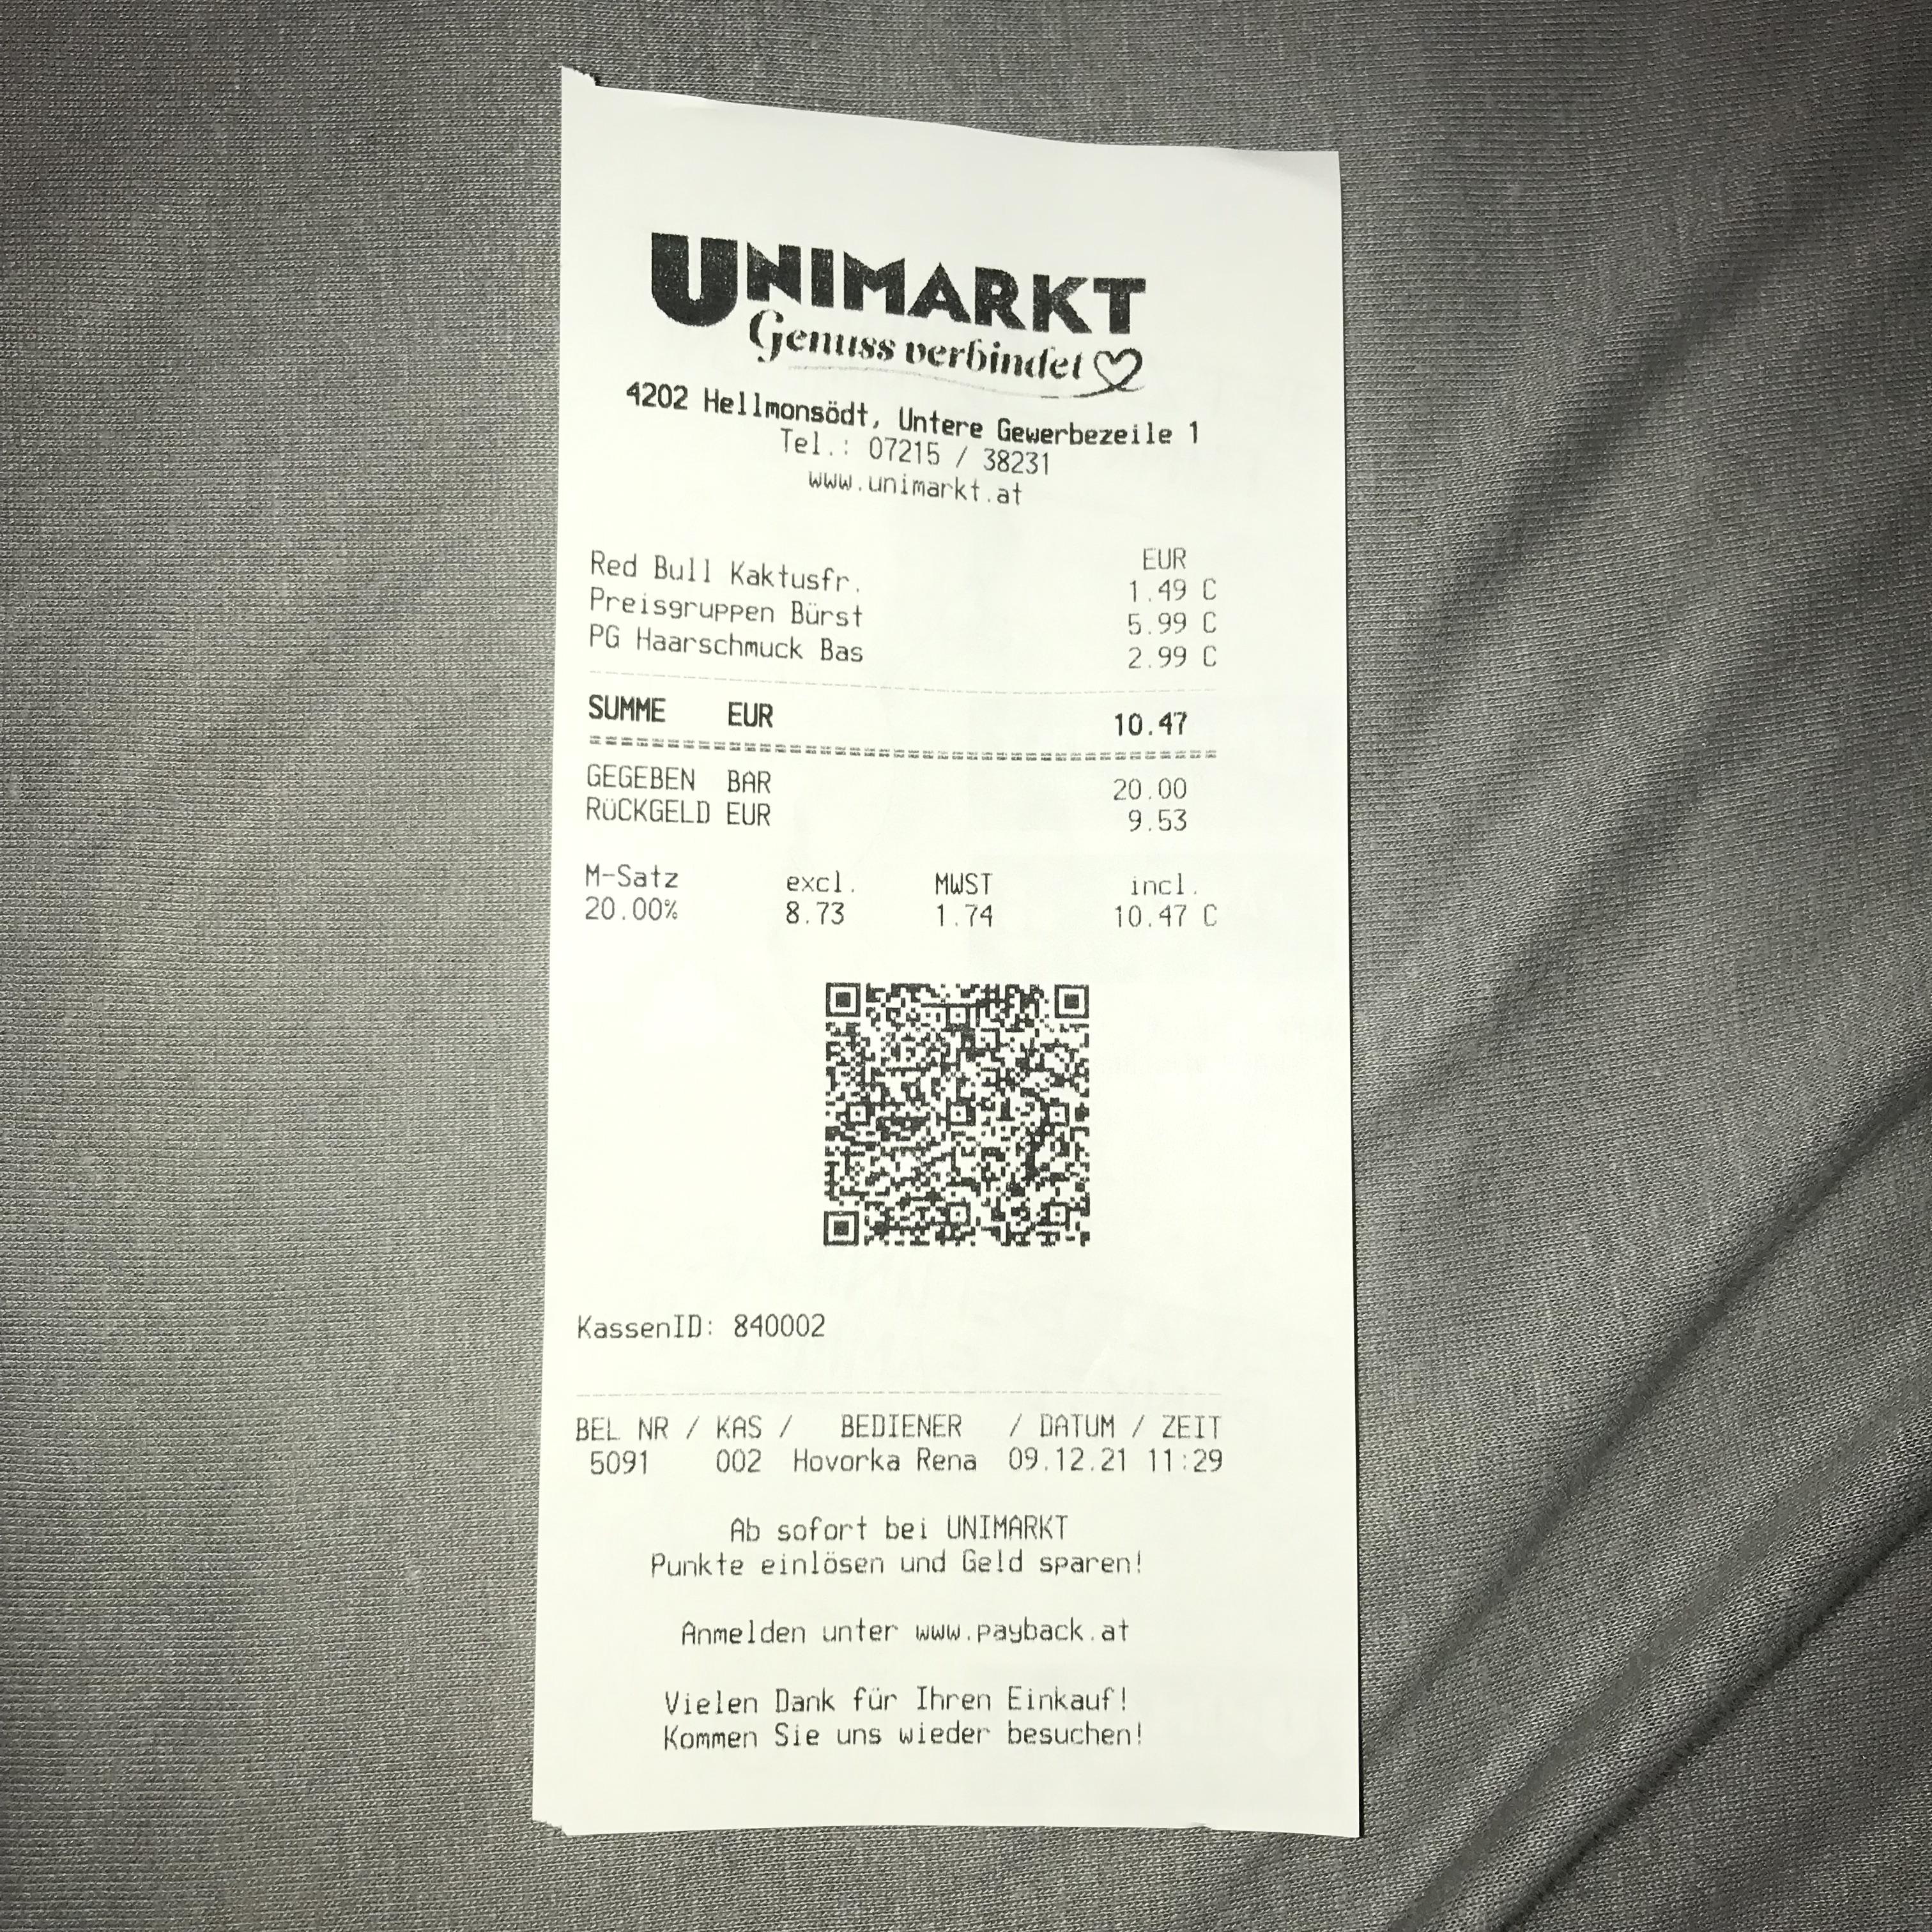 UNIMARKT
Genuss verbindet
4202 Hellmonsödt, Untere Gewerbezeile 1
Tel.: 07215 / 38231
www.unimarkt.at
EUR
Red Bull Kaktusfr. 1.49 C
Preisgruppen Bürst 5.99 C
PG Haarschmuck Bas 2.99 C
SUMME EUR 10.47
GEGEBEN BAR 20.00
RÜCKGELD EUR 9.53
M-Satz excl. MWST incl.
20.00% 8.73 1.74 10.47 C
KassenID: 840002
BEL NR / KAS / BEDIENER / DATUM / ZEIT
5091 002 Hovorka Rena 09.12.21 11:29
Ab sofort bei UNIMARKT
Punkte einlösen und Geld sparen!
Anmelden unter www.payback.at
Vielen Dank für Ihren Einkauf!
Kommen Sie uns wieder besuchen!